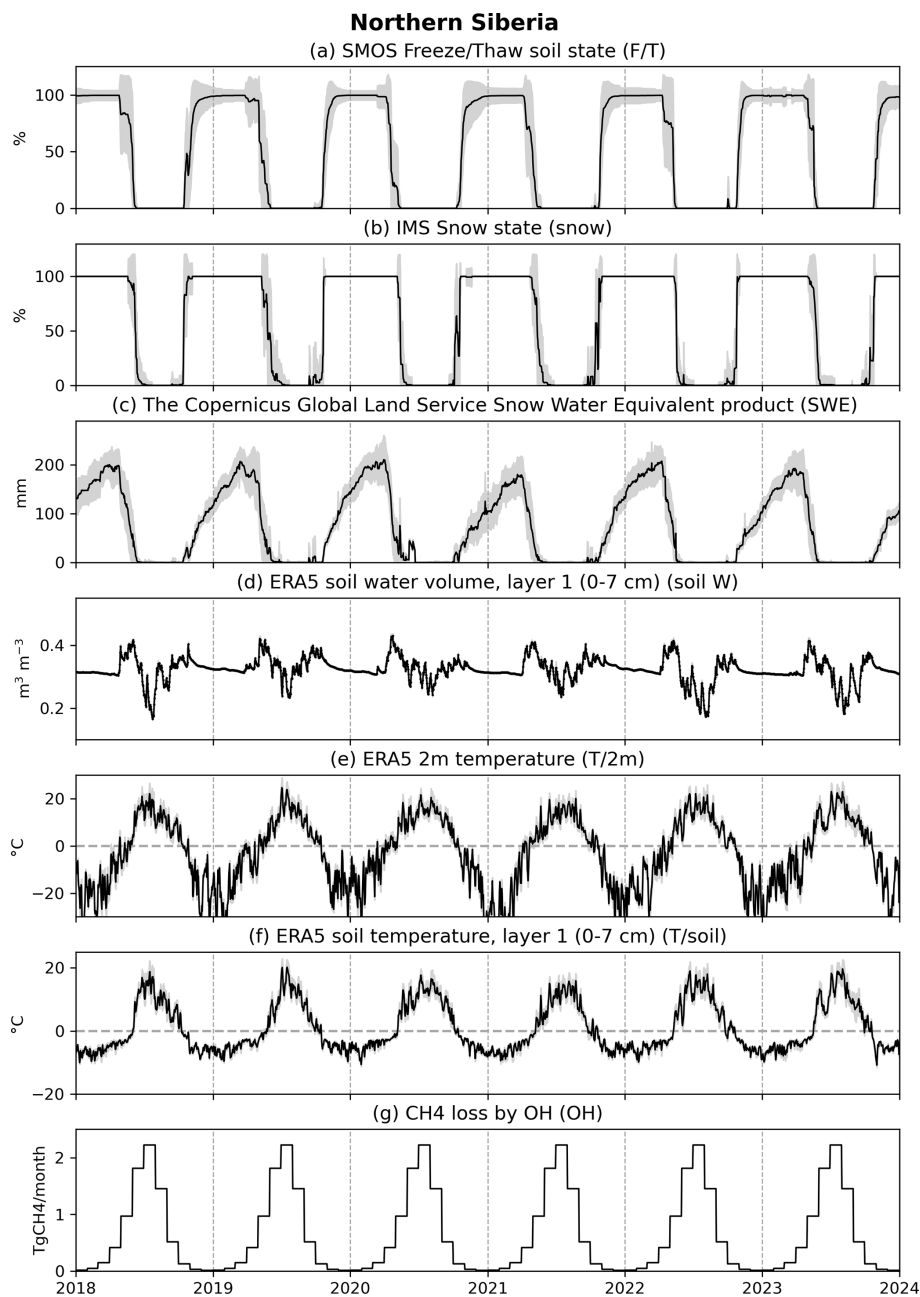 Northern Siberia
(a) SMOS Freeze/Thaw soil state (F/T)
100
50
0
%
(b) IMS Snow state (snow)
100
50
0
%
(c) The Copernicus Global Land Service Snow Water Equivalent product (SWE)
200
100
0
mm
(d) ERA5 soil water volume, layer 1 (0-7 cm) (soil W)
0.4
0.2
m³ m⁻³
(e) ERA5 2m temperature (T/2m)
20
0
−20
°C
(f) ERA5 soil temperature, layer 1 (0-7 cm) (T/soil)
20
0
−20
°C
(g) CH4 loss by OH (OH)
2
1
0
TgCH4/month
2018 2019 2020 2021 2022 2023 2024